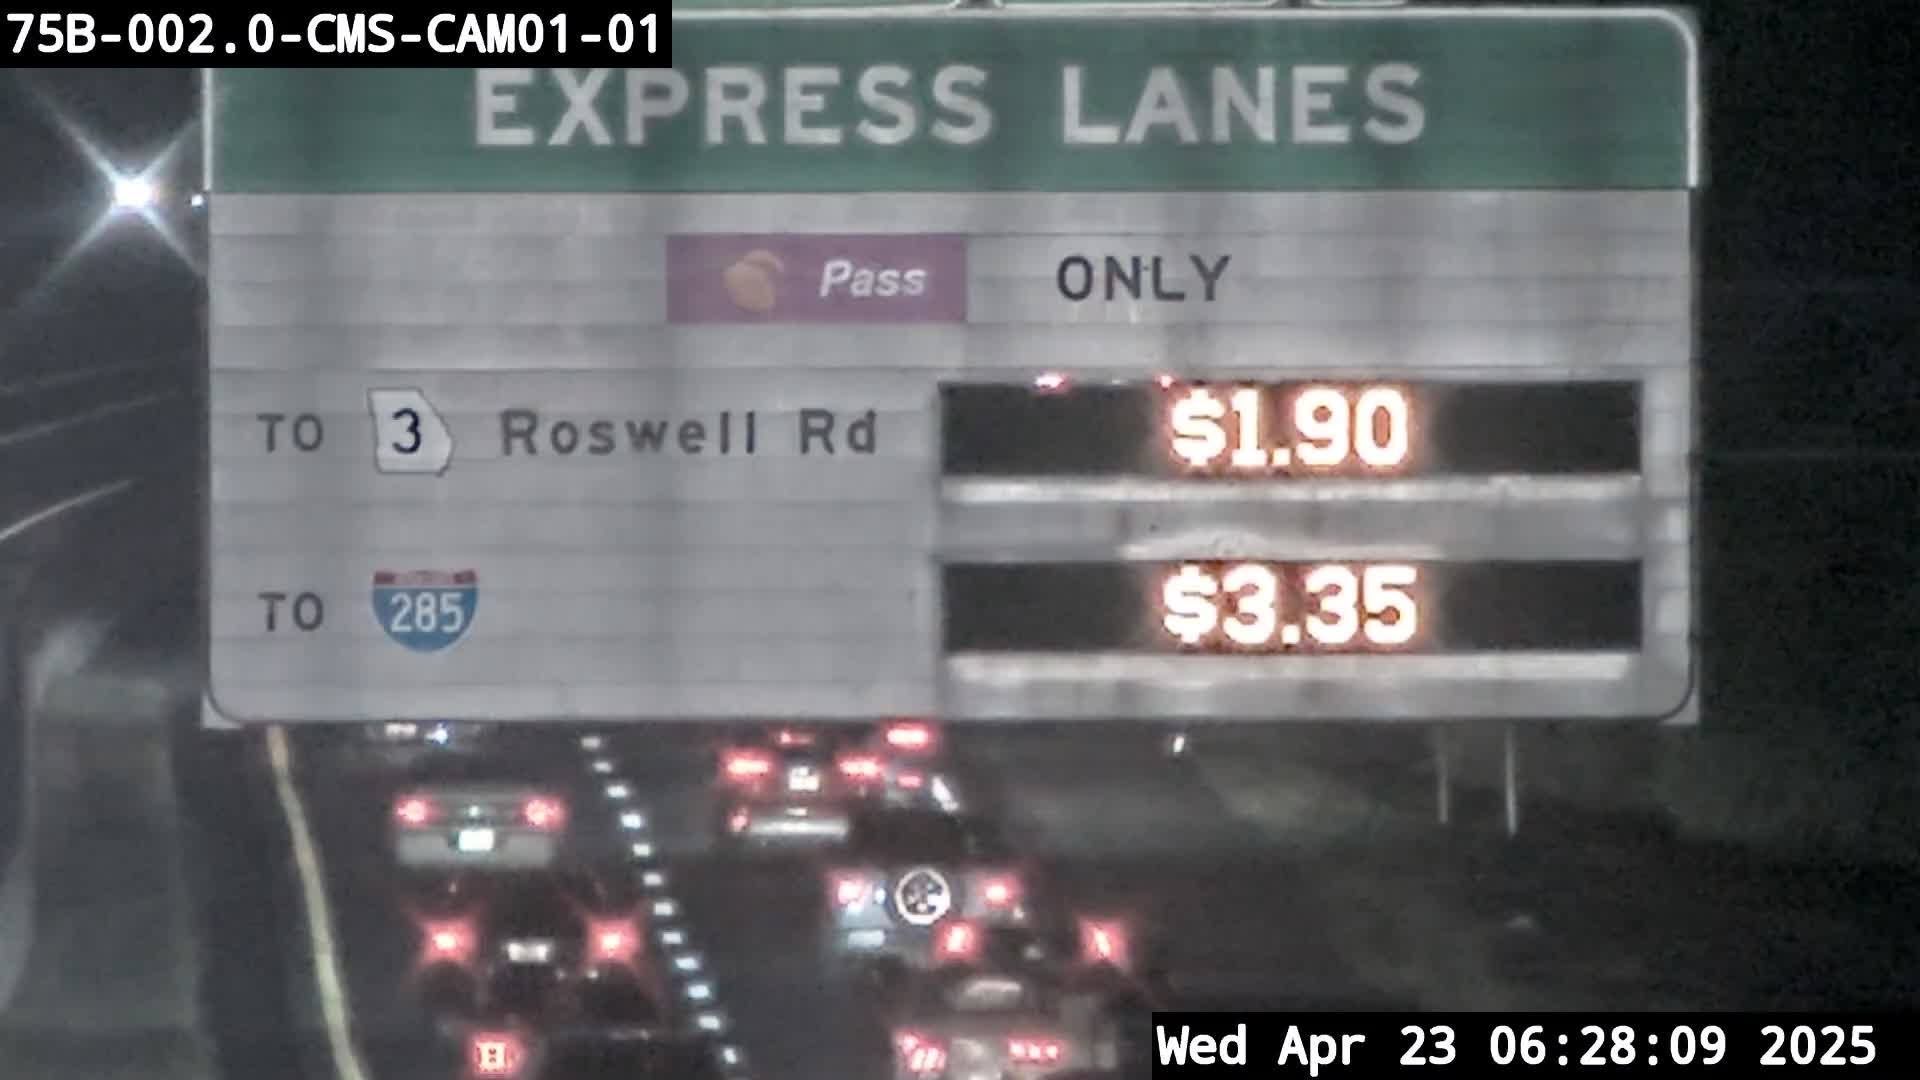 75B-002.0-CMS-CAM01-01
EXPRESS LANES
Pass ONLY
TO 3 Roswell Rd $1.90
TO 285 $3.35
Wed Apr 23 06:28:09 2025